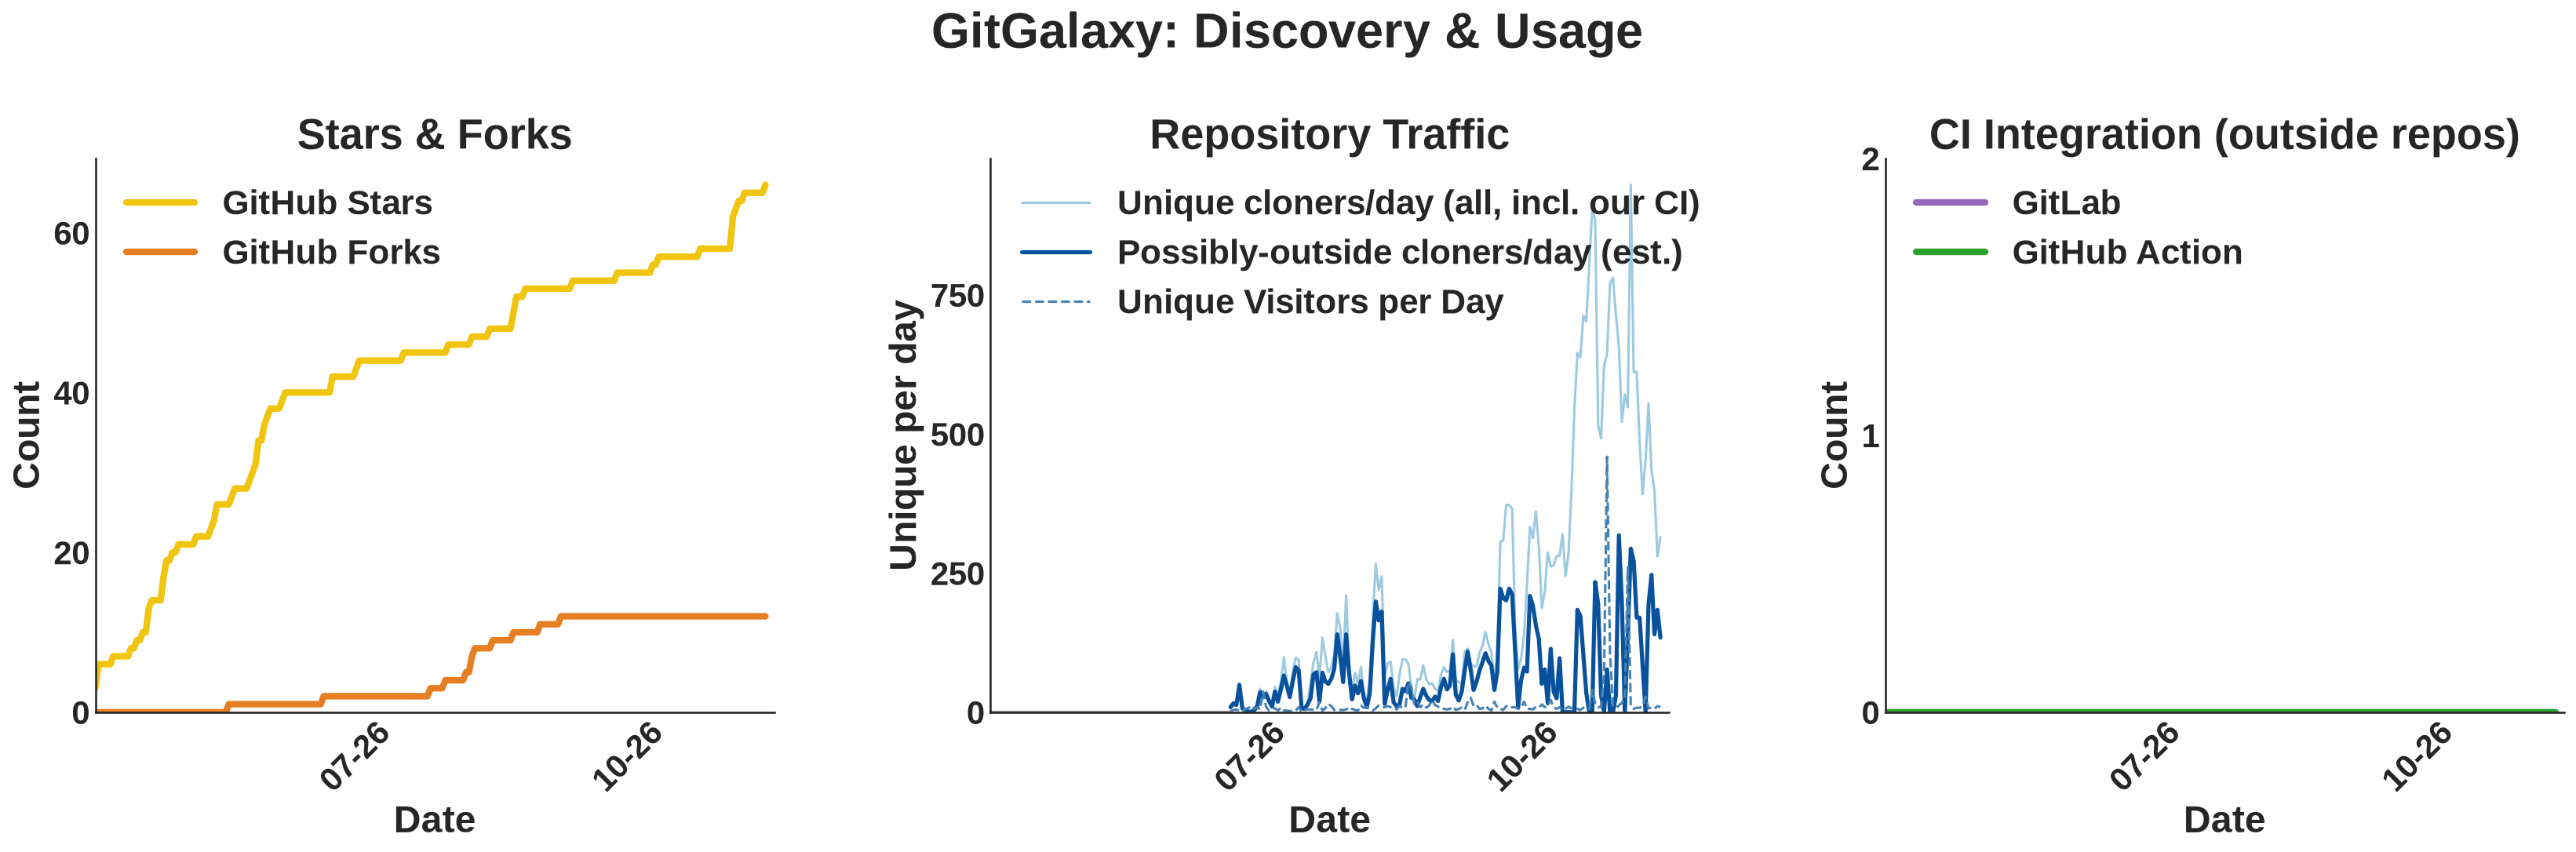 GitGalaxy: Discovery & Usage
Stars & Forks
GitHub Stars
GitHub Forks
60
40
20
0
Count
07-26
10-26
Date
Repository Traffic
Unique cloners/day (all, incl. our CI)
Possibly-outside cloners/day (est.)
Unique Visitors per Day
750
500
250
0
Unique per day
07-26
10-26
Date
CI Integration (outside repos)
GitLab
GitHub Action
2
1
0
Count
07-26
10-26
Date